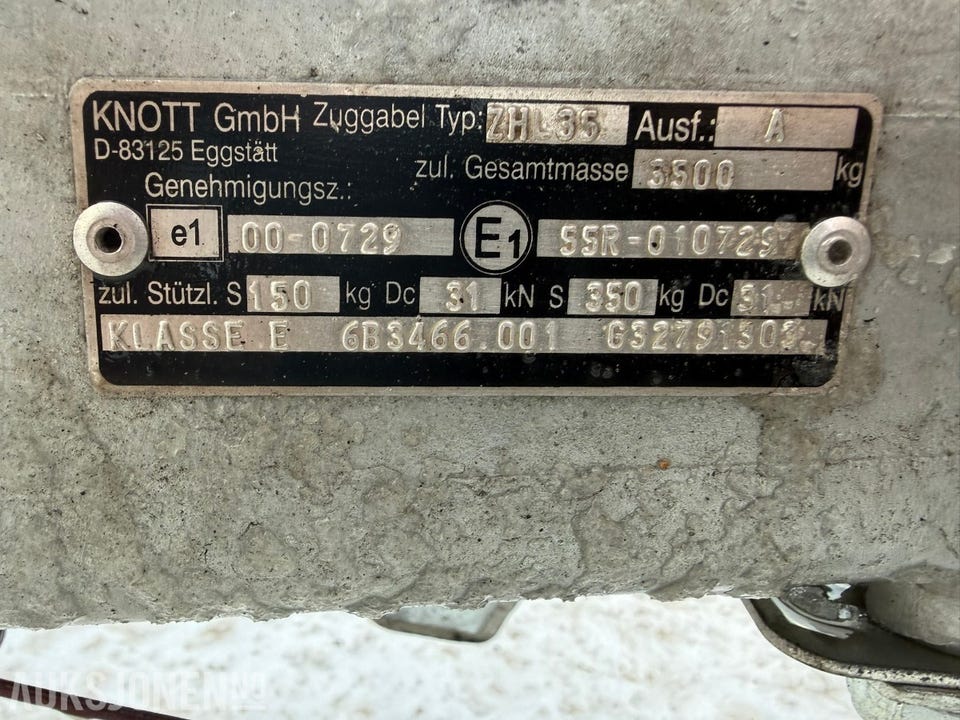 KNOTT GmbH Zuggabel Typ: ZHL35 Ausf.: A
D-83125 Eggstätt zul. Gesamtmasse 3500 kg
Genehmigungsz.:
e1 00-0729 E1 55R-010729
zul. Stützl. S 150 kg Dc 31 kN S 350 kg Dc 31 kN
KLASSE.E 6B3466.001 G32791303
AUKSJONEN.NO